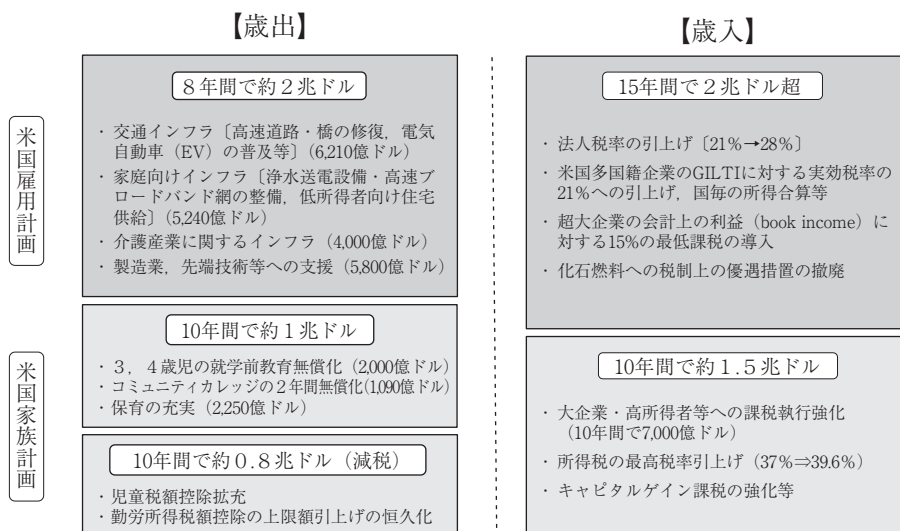 【歳出】
【歳入】
米国雇用計画
8年間で約2兆ドル
・交通インフラ〔高速道路・橋の修復，電気
自動車（EV）の普及等〕（6,210億ドル）
・家庭向けインフラ〔浄水送電設備・高速ブ
ロードバンド網の整備，低所得者向け住宅
供給〕（5,240億ドル）
・介護産業に関するインフラ（4,000億ドル）
・製造業，先端技術等への支援（5,800億ドル）
15年間で2兆ドル超
・法人税率の引上げ〔21％→28％〕
・米国多国籍企業のGILTIに対する実効税率の
21％への引上げ，国毎の所得合算等
・超大企業の会計上の利益（book income）に
対する15％の最低課税の導入
・化石燃料への税制上の優遇措置の撤廃
米国家族計画
10年間で約1兆ドル
・3，4歳児の就学前教育無償化（2,000億ドル）
・コミュニティカレッジの2年間無償化（1,090億ドル）
・保育の充実（2,250億ドル）
10年間で約0.8兆ドル（減税）
・児童税額控除拡充
・勤労所得税額控除の上限額引上げの恒久化
10年間で約1.5兆ドル
・大企業・高所得者等への課税執行強化
（10年間で7,000億ドル）
・所得税の最高税率引上げ（37％⇒39.6％）
・キャピタルゲイン課税の強化等